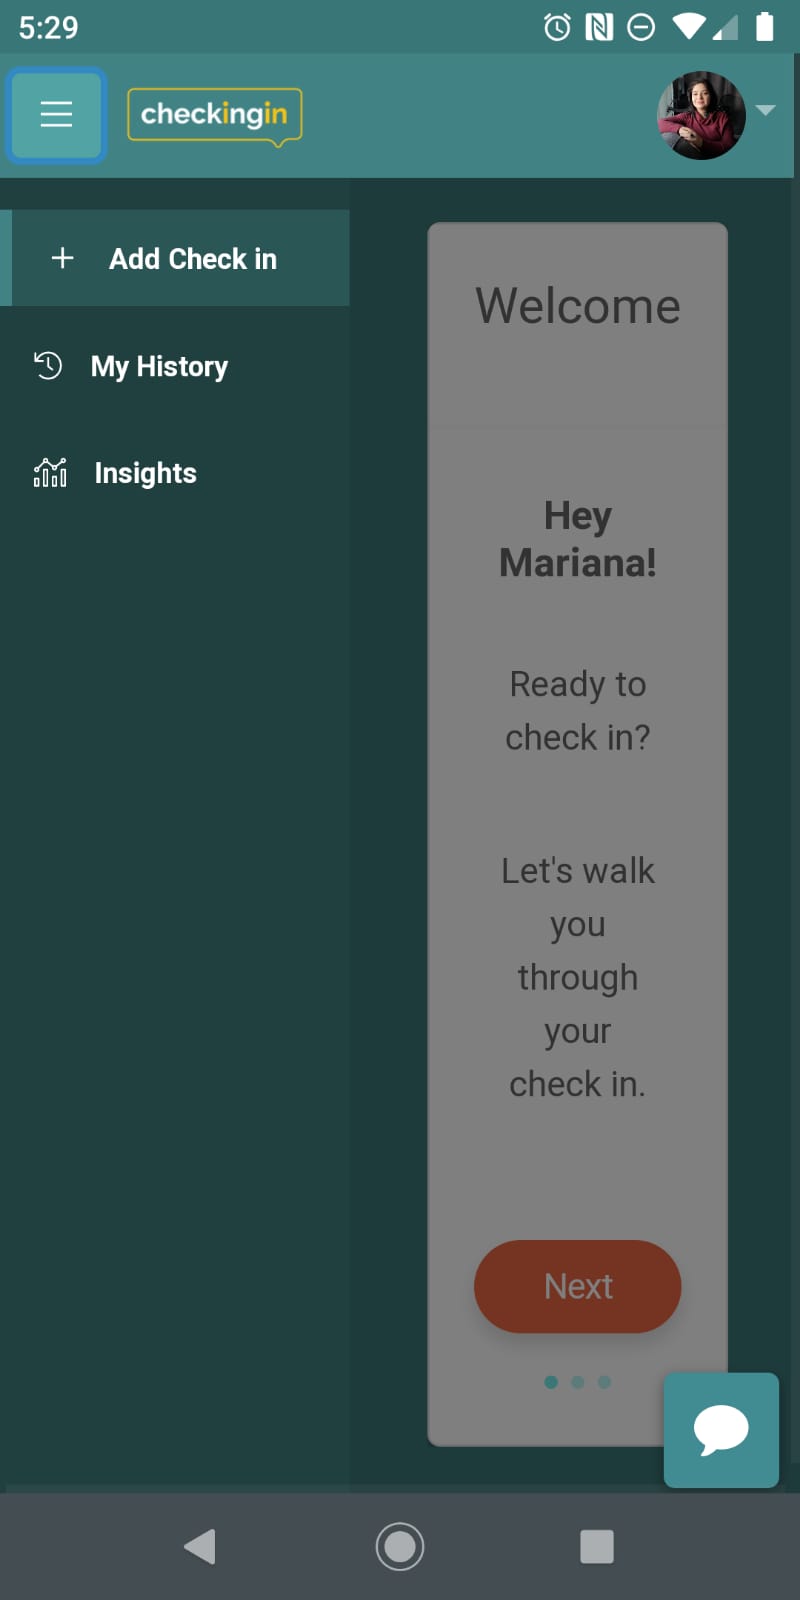 5:29
checkingin
Add Check in
My History
Insights
Welcome
Hey
Mariana!
Ready to
check in?
Let's walk
you
through
your
check in.
Next